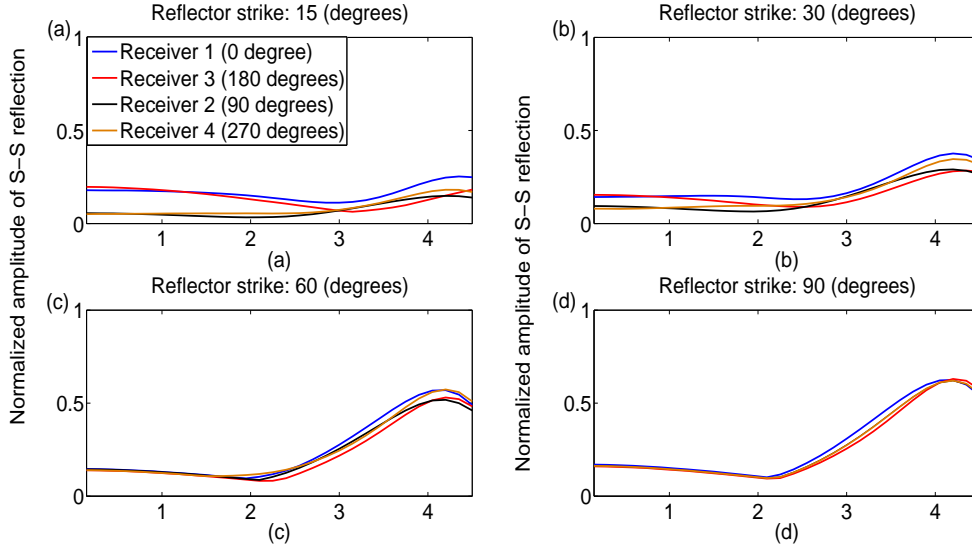 Reflector strike: 15 (degrees)
(a)
1
0.5
0
Receiver 1 (0 degree)
Receiver 3 (180 degrees)
Receiver 2 (90 degrees)
Receiver 4 (270 degrees)
1 2 3 4
(a)
Normalized amplitude of S−S reflection
Reflector strike: 30 (degrees)
(b)
1
0.5
0
1 2 3 4
(b)
Normalized amplitude of S−S reflection
Reflector strike: 60 (degrees)
(c)
1
0.5
0
1 2 3 4
(c)
Reflector strike: 90 (degrees)
(d)
1
0.5
0
1 2 3 4
(d)